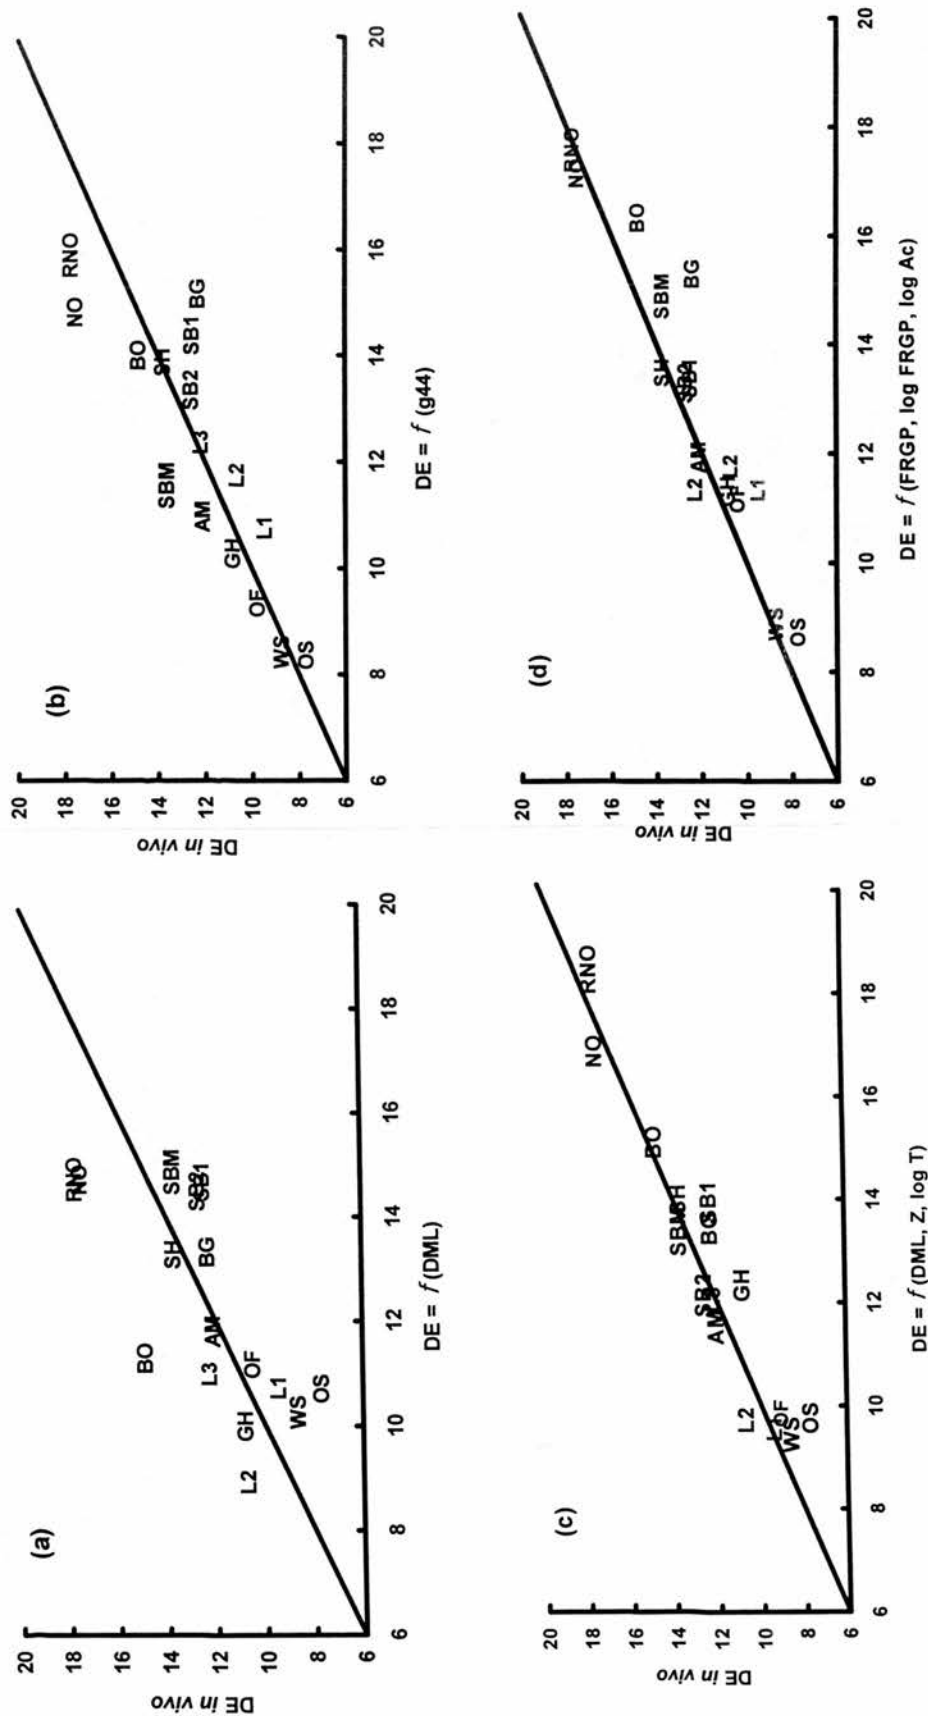 (a)
DE in vivo
20
18
16
14
12
10
8
6
RNO
NO
BO
SH
SBM
SB2
SB1
BG
L3
AM
GH
OF
L2
L1
WS
OS
6 8 10 12 14 16 18 20
DE = f (DML)
(b)
DE in vivo
20
18
16
14
12
10
8
6
RNO
NO
BO
SH
SBM
SB2
SB1
BG
AM
L3
GH
L2
OF
L1
WS
OS
6 8 10 12 14 16 18 20
DE = f (g44)
(c)
DE in vivo
20
18
16
14
12
10
8
6
RNO
NO
BO
SBM
SH
SB2
BG
SB1
AM
GH
L2
OF
WS
OS
6 8 10 12 14 16 18 20
DE = f (DML, Z, log T)
(d)
DE in vivo
20
18
16
14
12
10
8
6
NO
RNO
BO
SH
SBM
SB2
SB1
BG
L2
AM
GH
L2
OF
L1
WS
OS
6 8 10 12 14 16 18 20
DE = f (FRGP, log FRGP, log Ac)